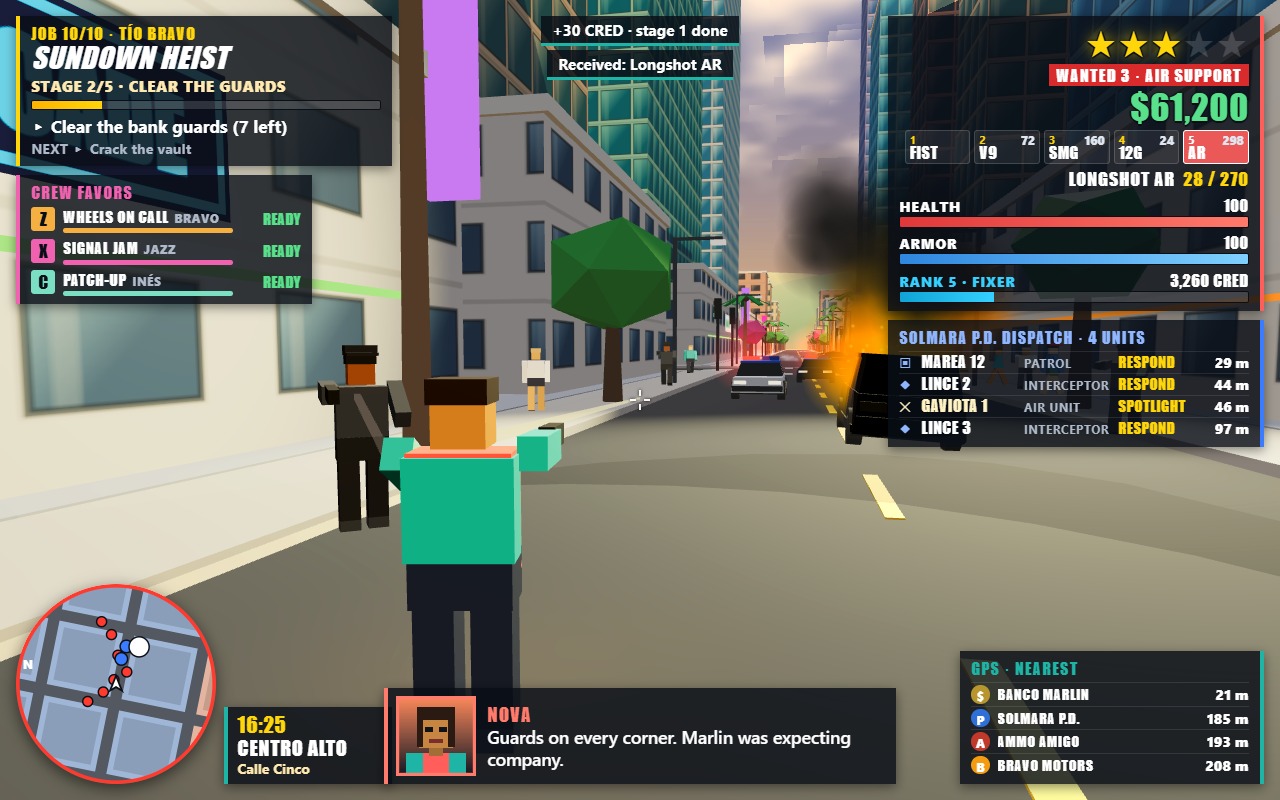 JOB 10/10 · TÍO BRAVO
SUNDOWN HEIST
STAGE 2/5 · CLEAR THE GUARDS
▸ Clear the bank guards (7 left)
NEXT ▸ Crack the vault
CREW FAVORS
Z WHEELS ON CALL BRAVO READY
X SIGNAL JAM JAZZ READY
C PATCH-UP INÉS READY
+30 CRED · stage 1 done
Received: Longshot AR
★★★★★
WANTED 3 · AIR SUPPORT
$61,200
1 FIST
2 V9 72
3 SMG 160
4 12G 24
5 AR 298
LONGSHOT AR 28 / 270
HEALTH 100
ARMOR 100
RANK 5 · FIXER 3,260 CRED
SOLMARA P.D. DISPATCH · 4 UNITS
MAREA 12 PATROL RESPOND 29 m
LINCE 2 INTERCEPTOR RESPOND 44 m
GAVIOTA 1 AIR UNIT SPOTLIGHT 46 m
LINCE 3 INTERCEPTOR RESPOND 97 m
N
16:25
CENTRO ALTO
Calle Cinco
NOVA
Guards on every corner. Marlin was expecting
company.
GPS · NEAREST
$ BANCO MARLIN 21 m
P SOLMARA P.D. 185 m
A AMMO AMIGO 193 m
B BRAVO MOTORS 208 m